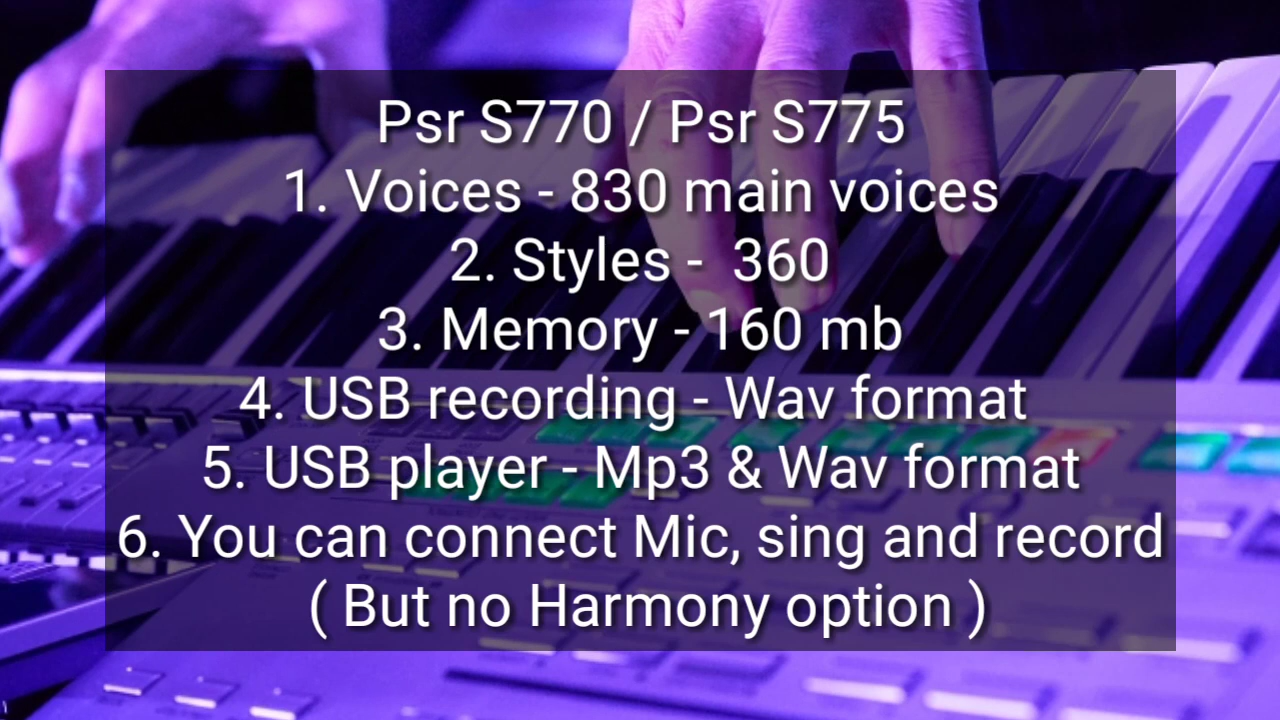 Psr S770 / Psr S775
1. Voices - 830 main voices
2. Styles -  360
3. Memory - 160 mb
4. USB recording - Wav format
5. USB player - Mp3 & Wav format
6. You can connect Mic, sing and record
( But no Harmony option )